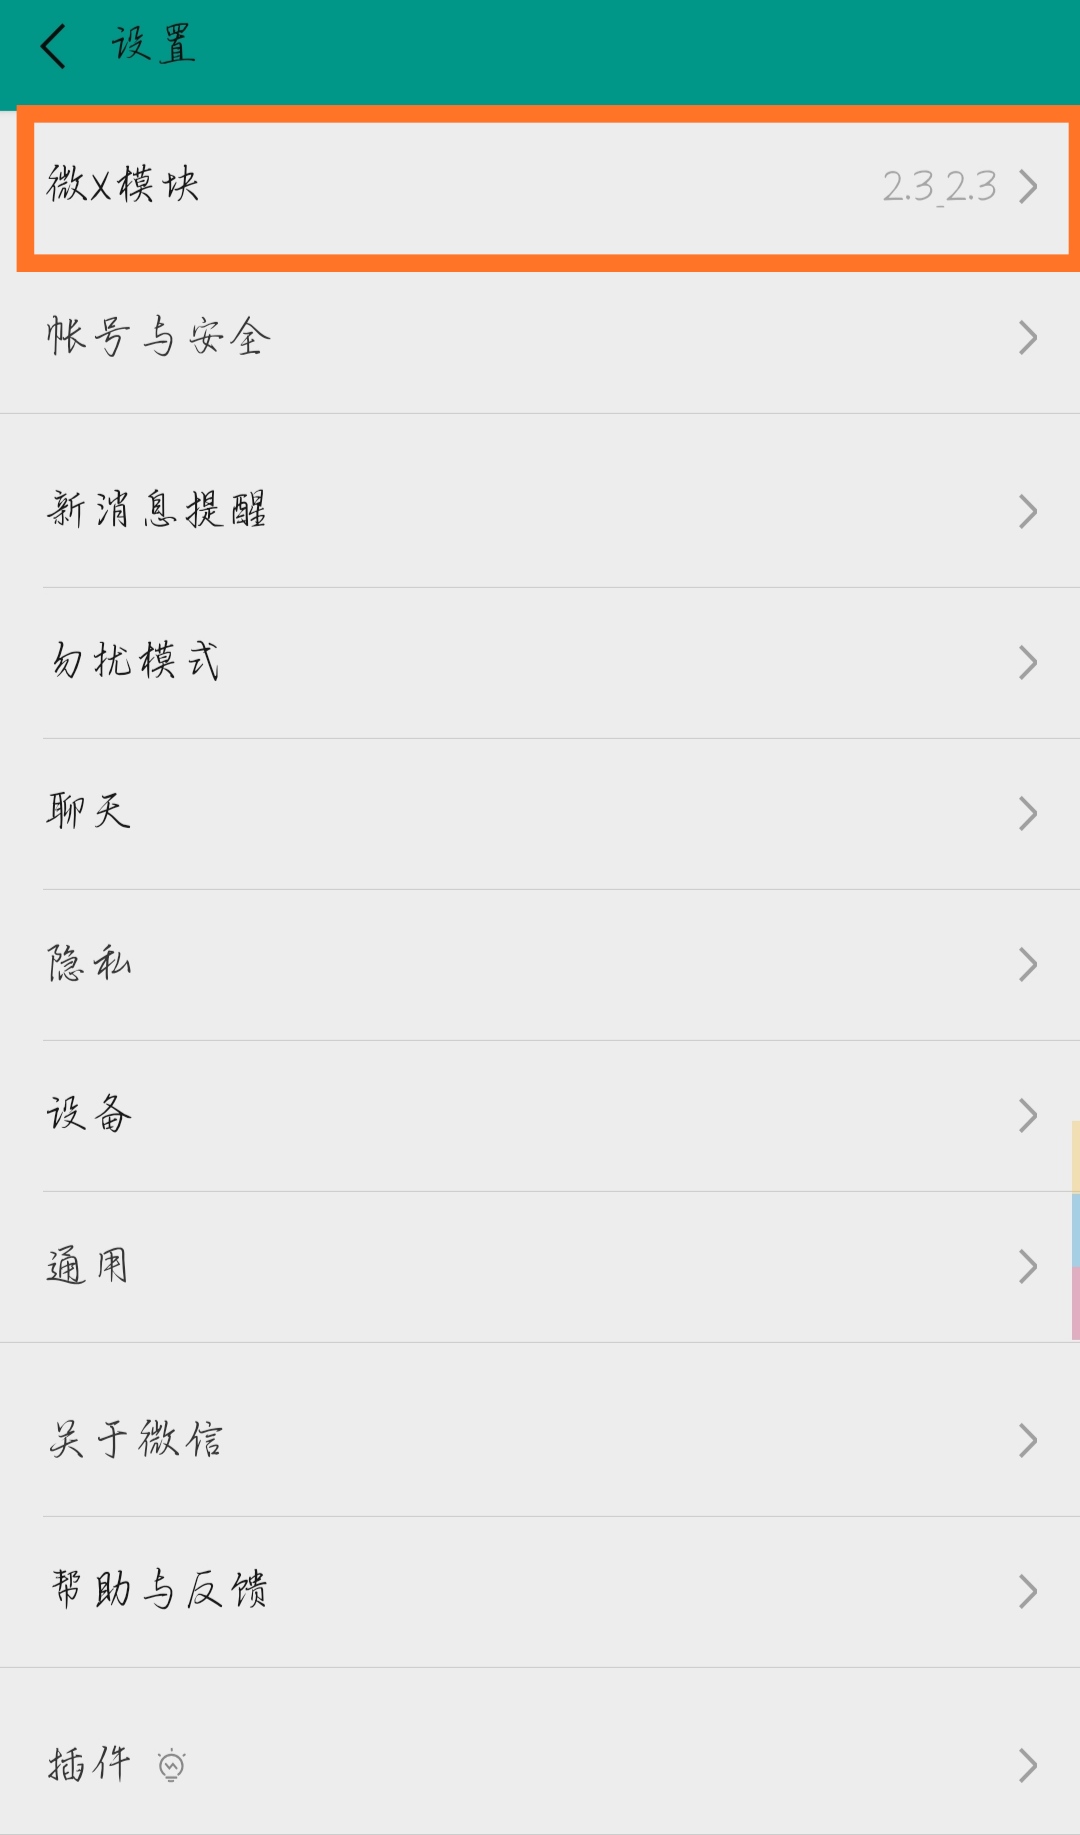 设置
微X模块 2.3_2.3
帐号与安全
新消息提醒
勿扰模式
聊天
隐私
设备
通用
关于微信
帮助与反馈
插件